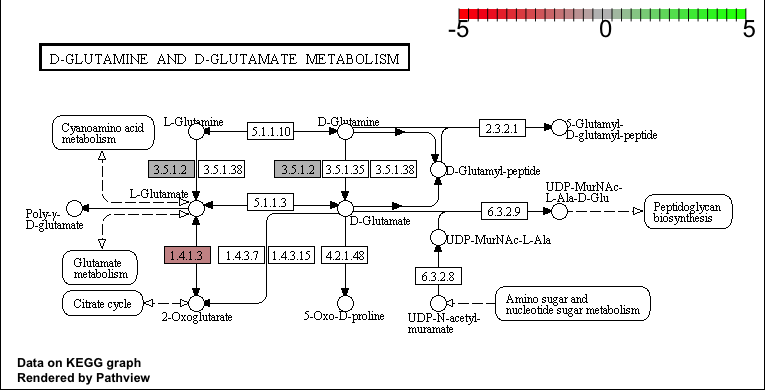 -5 0 5
D-GLUTAMINE AND D-GLUTAMATE METABOLISM
Cyanoamino acid
metabolism
L-Glutamine
5.1.1.10
D-Glutamine
2.3.2.1
5-Glutamyl-
D-glutamyl-peptide
3.5.1.2
3.5.1.38
3.5.1.2
3.5.1.35
3.5.1.38
D-Glutamyl-peptide
L-Glutamate
Poly-γ-
D-glutamate
5.1.1.3
D-Glutamate
UDP-MurNAc-
L-Ala-D-Glu
6.3.2.9
Peptidoglycan
biosynthesis
Glutamate
metabolism
1.4.1.3
1.4.3.7
1.4.3.15
4.2.1.48
UDP-MurNAc-L-Ala
6.3.2.8
Citrate cycle
2-Oxoglutarate
5-Oxo-D-proline
UDP-N-acetyl-
muramate
Amino sugar and
nucleotide sugar metabolism
Data on KEGG graph
Rendered by Pathview